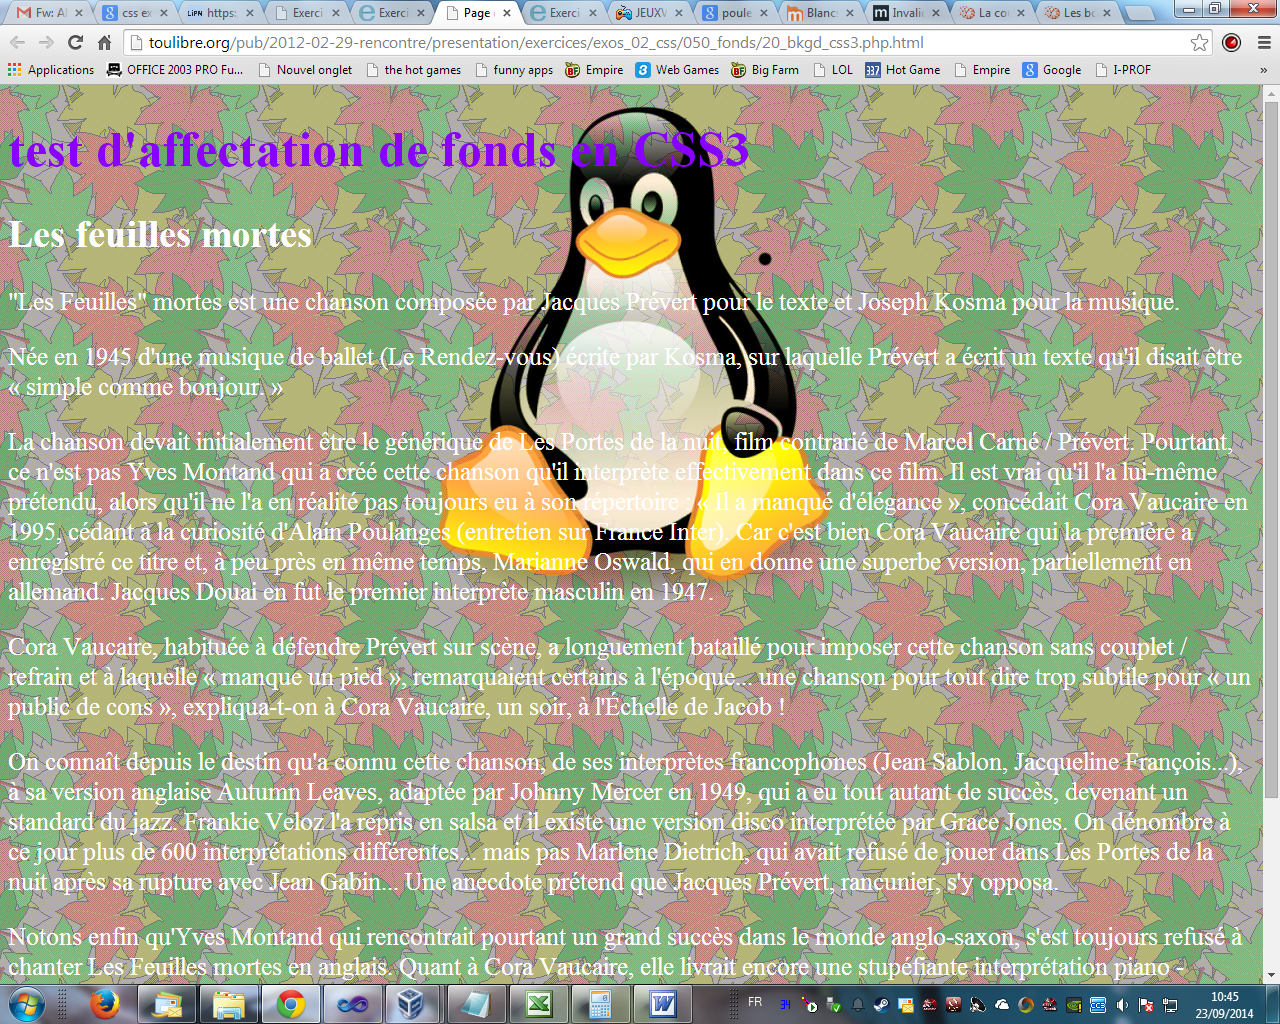 Fw: Al
css ex
LIPN https:
Exerci
Exerci
Page
Exerci
JEUXV
poule
Blanc
Invalid
La co
Les b
toulibre.org/pub/2012-02-29-rencontre/presentation/exercices/exos_02_css/050_fonds/20_bkgd_css3.php.html
Applications
OFFICE 2003 PRO Fu...
Nouvel onglet
the hot games
funny apps
Empire
Web Games
Big Farm
LOL
337 Hot Game
Empire
Google
I-PROF
»
test d'affectation de fonds en CSS3
Les feuilles mortes
"Les Feuilles" mortes est une chanson composée par Jacques Prévert pour le texte et Joseph Kosma pour la musique.
Née en 1945 d'une musique de ballet (Le Rendez-vous) écrite par Kosma, sur laquelle Prévert a écrit un texte qu'il disait être
« simple comme bonjour. »
La chanson devait initialement être le générique de Les Portes de la nuit, film contrarié de Marcel Carné / Prévert. Pourtant,
ce n'est pas Yves Montand qui a créé cette chanson qu'il interprète effectivement dans ce film. Il est vrai qu'il l'a lui-même
prétendu, alors qu'il ne l'a en réalité pas toujours eu à son répertoire : « Il a manqué d'élégance », concédait Cora Vaucaire en
1995, cédant à la curiosité d'Alain Poulanges (entretien sur France Inter). Car c'est bien Cora Vaucaire qui la première a
enregistré ce titre et, à peu près en même temps, Marianne Oswald, qui en donne une superbe version, partiellement en
allemand. Jacques Douai en fut le premier interprète masculin en 1947.
Cora Vaucaire, habituée à défendre Prévert sur scène, a longuement bataillé pour imposer cette chanson sans couplet /
refrain et à laquelle « manque un pied », remarquaient certains à l'époque... une chanson pour tout dire trop subtile pour « un
public de cons », expliqua-t-on à Cora Vaucaire, un soir, à l'Échelle de Jacob !
On connaît depuis le destin qu'a connu cette chanson, de ses interprètes francophones (Jean Sablon, Jacqueline François...),
à sa version anglaise Autumn Leaves, adaptée par Johnny Mercer en 1949, qui a eu tout autant de succès, devenant un
standard du jazz. Frankie Veloz l'a repris en salsa et il existe une version disco interprétée par Grace Jones. On dénombre à
ce jour plus de 600 interprétations différentes... mais pas Marlene Dietrich, qui avait refusé de jouer dans Les Portes de la
nuit après sa rupture avec Jean Gabin... Une anecdote prétend que Jacques Prévert, rancunier, s'y opposa.
Notons enfin qu'Yves Montand qui rencontrait pourtant un grand succès dans le monde anglo-saxon, s'est toujours refusé à
chanter Les Feuilles mortes en anglais. Quant à Cora Vaucaire, elle livrait encore une stupéfiante interprétation piano -
FR
34
10:45
23/09/2014